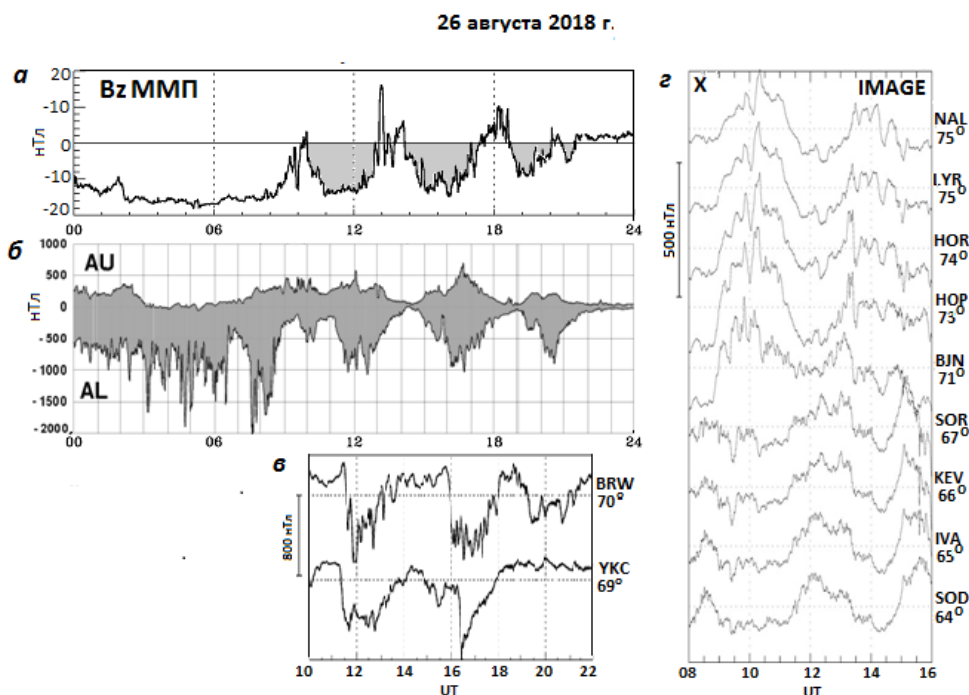 26 августа 2018 г.
а
Bz ММП
20
-10
0
-10
-20
нТл
00
06
12
18
24
б
AU
AL
1000
500
0
-500
-1000
-1500
-2000
нТл
00
06
12
18
24
в
800 нТл
BRW
70°
YKC
69°
10
12
14
16
18
20
22
UT
г
X
IMAGE
500 нТл
NAL
75°
LYR
75°
HOR
74°
HOP
73°
BJN
71°
SOR
67°
KEV
66°
IVA
65°
SOD
64°
08
10
12
14
16
UT